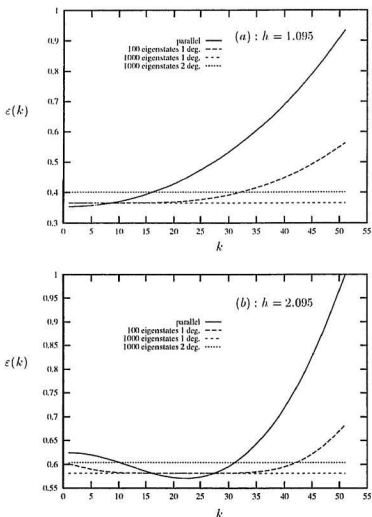 1
0.9
0.8
0.7
0.6
0.5
0.4
0.3
ε(k)
(a) : h = 1.095
parallel
100 eigenstates 1 deg.
1000 eigenstates 1 deg.
1000 eigenstates 2 deg.
0 5 10 15 20 25 30 35 40 45 50 55
k
1
0.95
0.9
0.85
0.8
0.75
0.7
0.65
0.6
0.55
ε(k)
(b) : h = 2.095
parallel
100 eigenstates 1 deg.
1000 eigenstates 1 deg.
1000 eigenstates 2 deg.
0 5 10 15 20 25 30 35 40 45 50 55
k